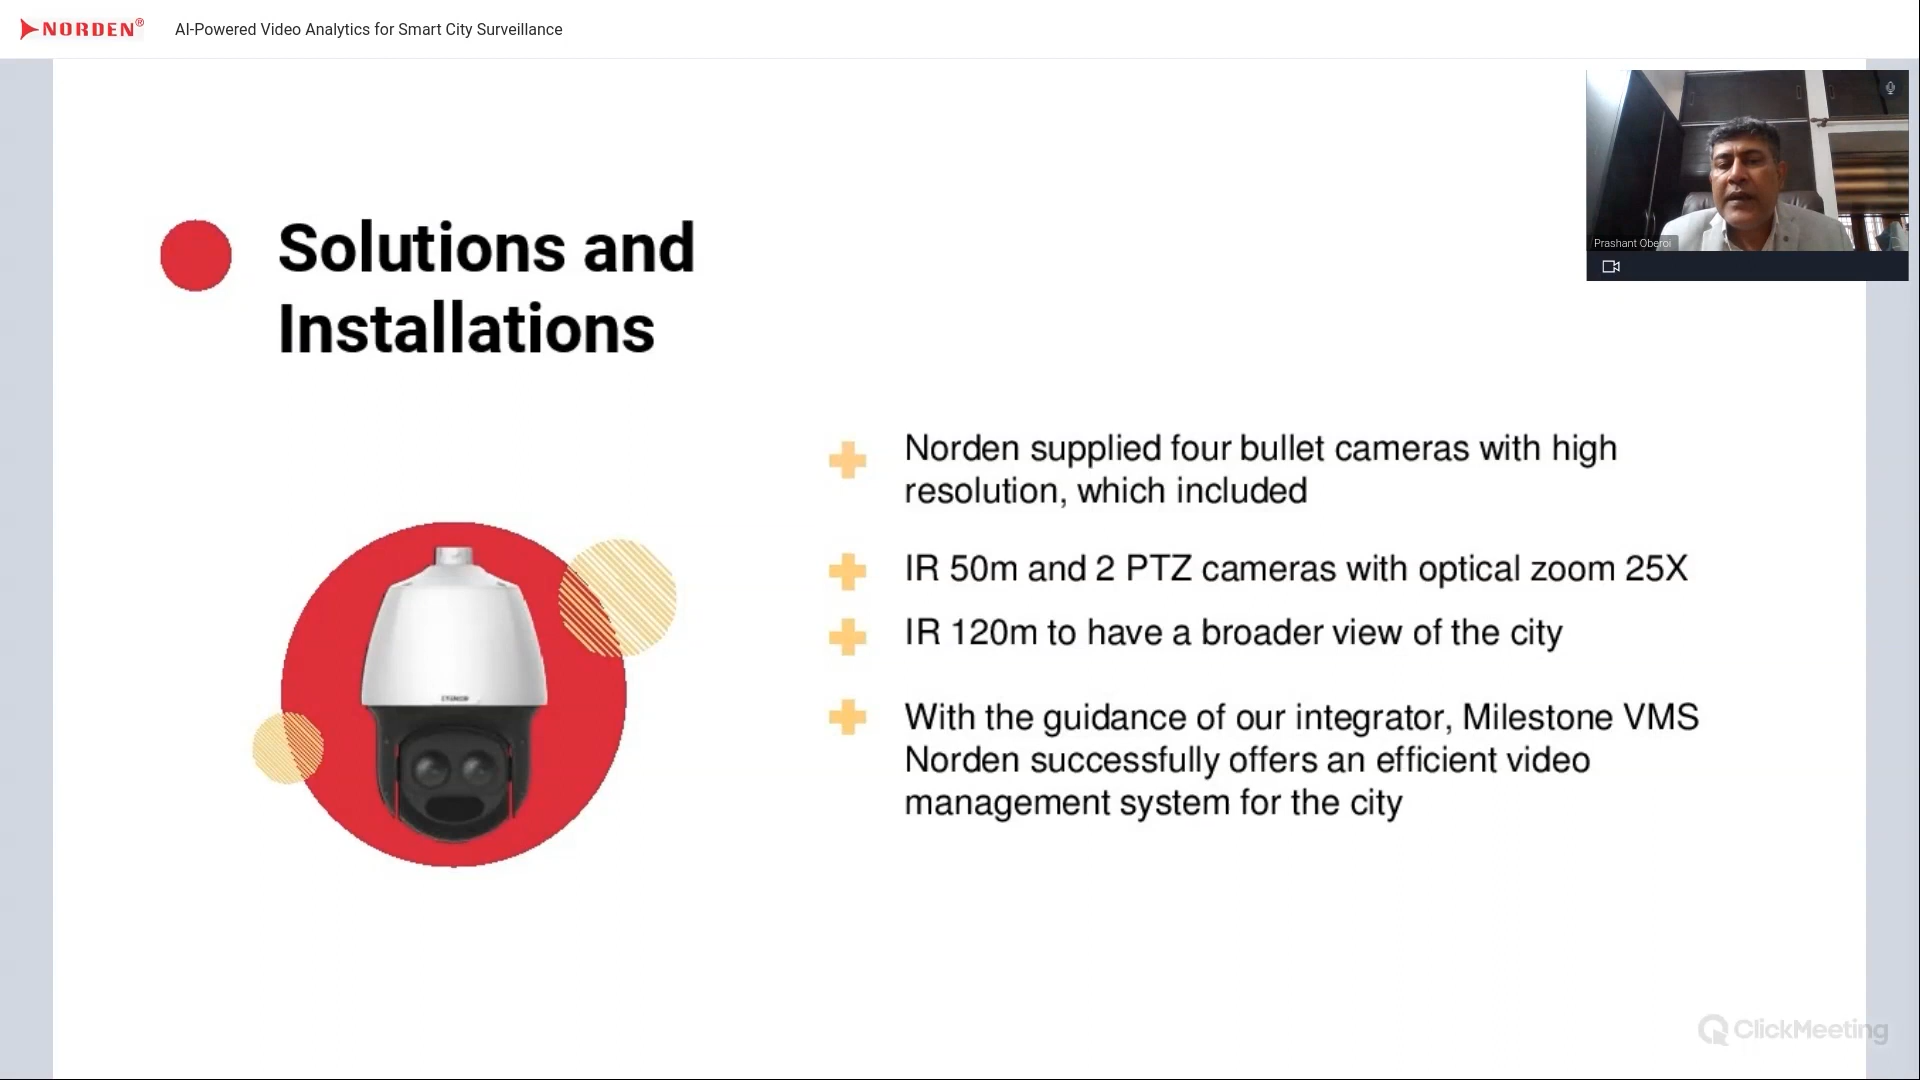 NORDEN®
AI-Powered Video Analytics for Smart City Surveillance
Prashant Oberoi
Solutions and
Installations
Norden supplied four bullet cameras with high
resolution, which included
IR 50m and 2 PTZ cameras with optical zoom 25X
IR 120m to have a broader view of the city
With the guidance of our integrator, Milestone VMS
Norden successfully offers an efficient video
management system for the city
ClickMeeting